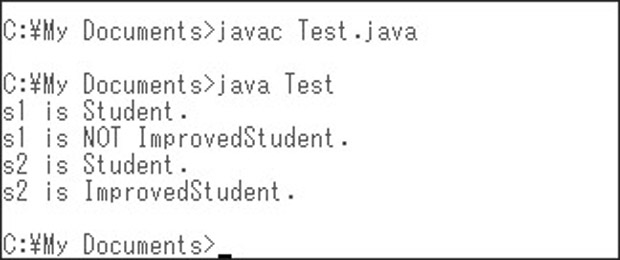 C:¥My Documents>javac Test.java
C:¥My Documents>java Test
s1 is Student.
s1 is NOT ImprovedStudent.
s2 is Student.
s2 is ImprovedStudent.
C:¥My Documents>_